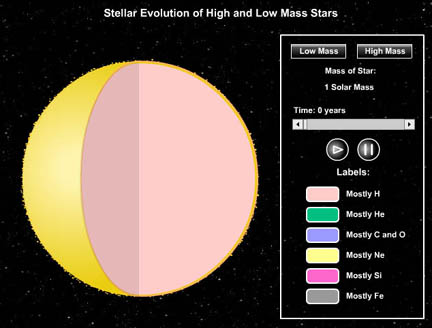 Stellar Evolution of High and Low Mass Stars
Low Mass High Mass
Mass of Star:
1 Solar Mass
Time: 0 years
Labels:
Mostly H
Mostly He
Mostly C and O
Mostly Ne
Mostly Si
Mostly Fe